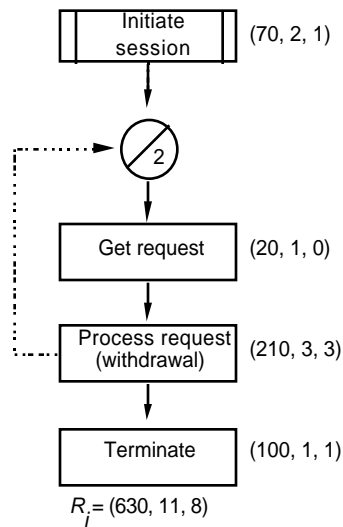 Initiate
session
(70, 2, 1)
2
Get request
(20, 1, 0)
Process request
(withdrawal)
(210, 3, 3)
Terminate
(100, 1, 1)
R_j = (630, 11, 8)